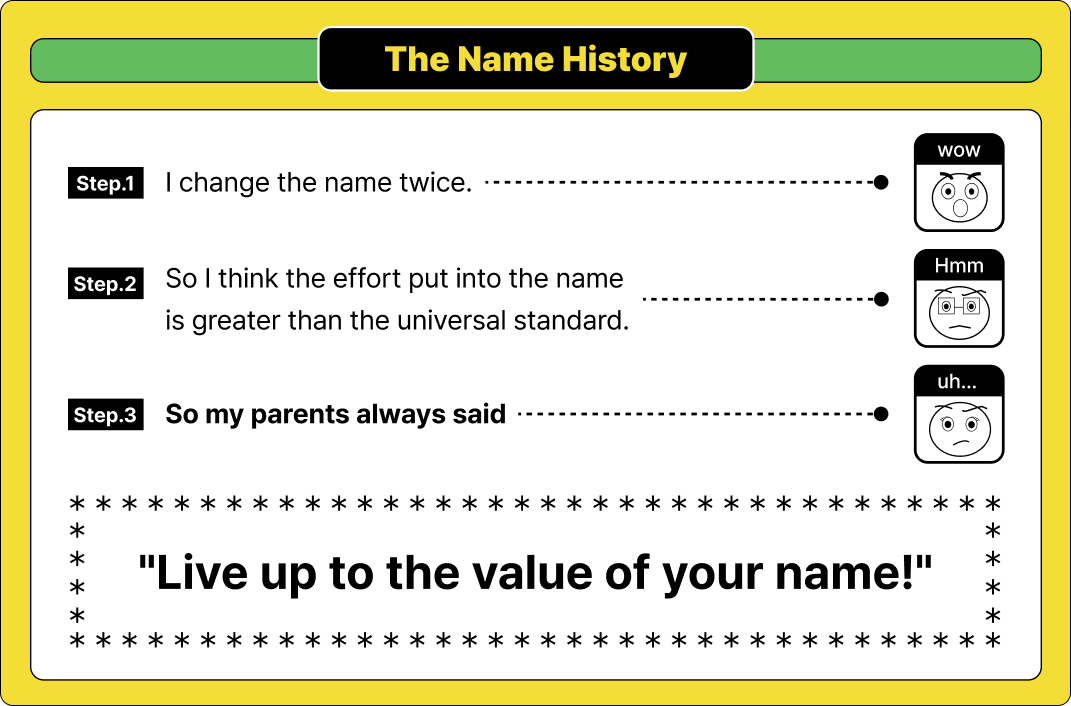 The Name History
Step.1 I change the name twice.
wow
Step.2 So I think the effort put into the name
is greater than the universal standard.
Hmm
Step.3 So my parents always said
uh...
* * * * * * * * * * * * * * * * * * * * * * * * * * * * * * * * * * * *
* *
* "Live up to the value of your name!" *
* *
* *
* * * * * * * * * * * * * * * * * * * * * * * * * * * * * * * * * * * *